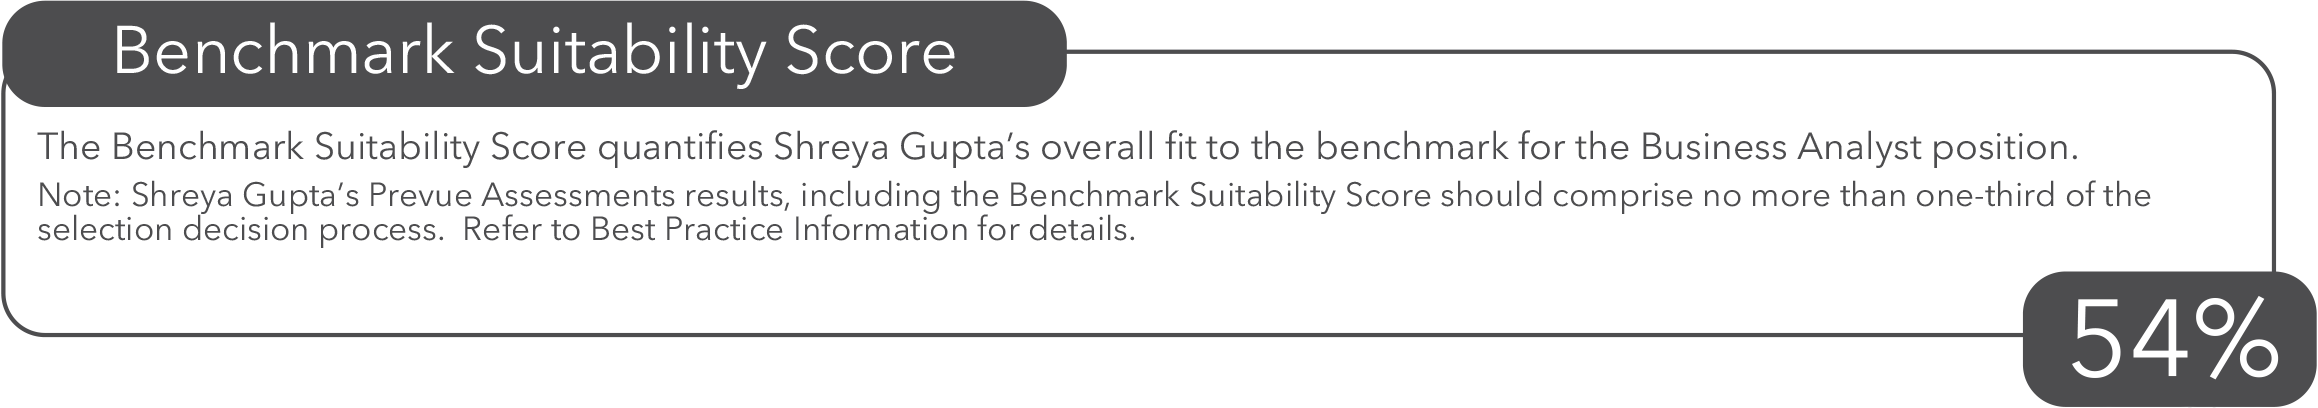 Benchmark Suitability Score
The Benchmark Suitability Score quantifies Shreya Gupta’s overall fit to the benchmark for the Business Analyst position.
Note: Shreya Gupta’s Prevue Assessments results, including the Benchmark Suitability Score should comprise no more than one-third of the
selection decision process.  Refer to Best Practice Information for details.
54%